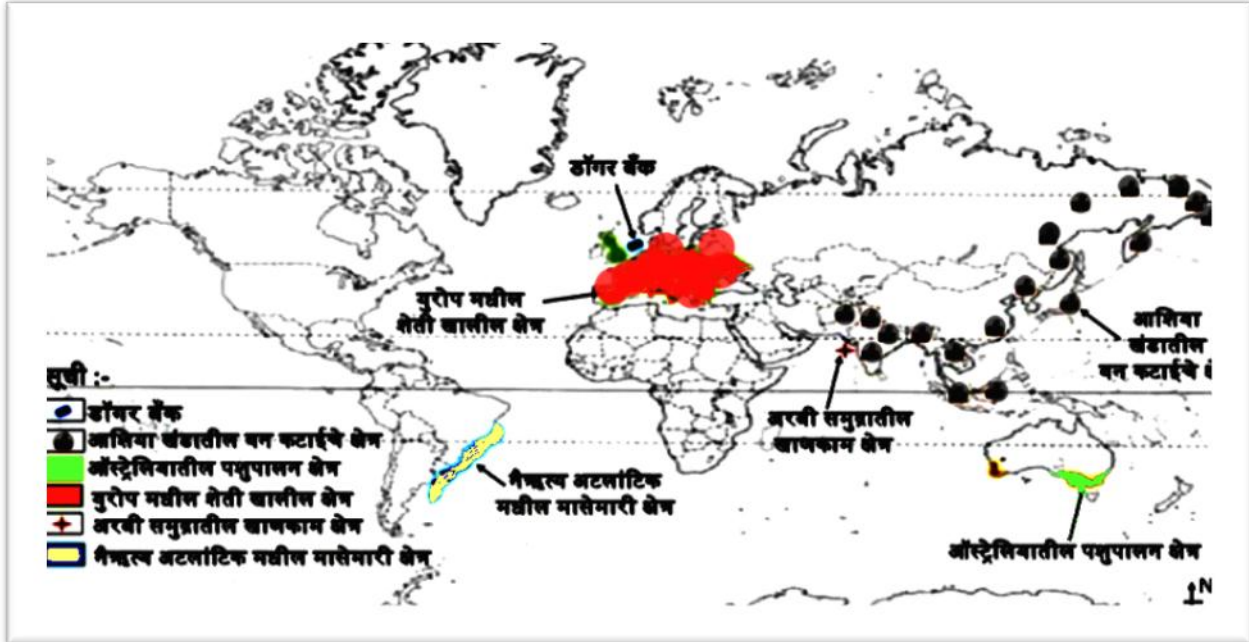 डॉगर बँक
युरोप मधील
शेती खालील क्षेत्र
आशिया
खंडातील
वन कटाईचे क्षे
अरबी समुद्रातील
खाणकाम क्षेत्र
नैऋत्य अटलांटिक
मधील मासेमारी क्षेत्र
ऑस्ट्रेलियातील पशुपालन क्षेत्र
सूची :-
डॉगर बँक
आशिया खंडातील वन कटाईचे क्षेत्र
ऑस्ट्रेलियातील पशुपालन क्षेत्र
युरोप मधील शेती खालील क्षेत्र
अरबी समुद्रातील खाणकाम क्षेत्र
नैऋत्य अटलांटिक मधील मासेमारी क्षेत्र
N